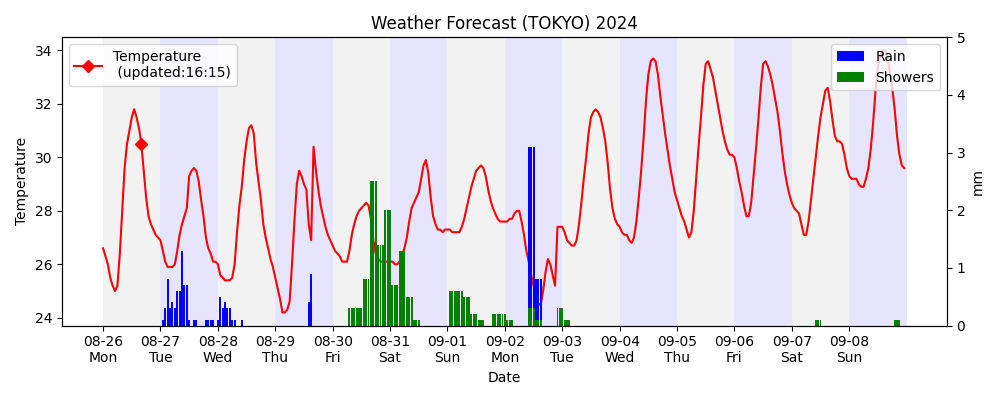 Weather Forecast (TOKYO) 2024
Temperature
(updated:16:15)
Rain
Showers
34
32
30
28
26
24
Temperature
5
4
3
2
1
0
mm
08-26 08-27 08-28 08-29 08-30 08-31 09-01 09-02 09-03 09-04 09-05 09-06 09-07 09-08
Mon Tue Wed Thu Fri Sat Sun Mon Tue Wed Thu Fri Sat Sun
Date